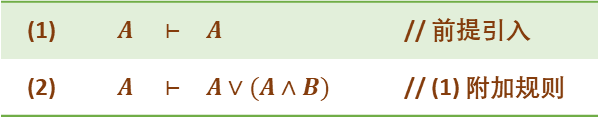 (1) A ⊢ A // 前提引入
(2) A ⊢ A ∨ (A ∧ B) // (1) 附加规则